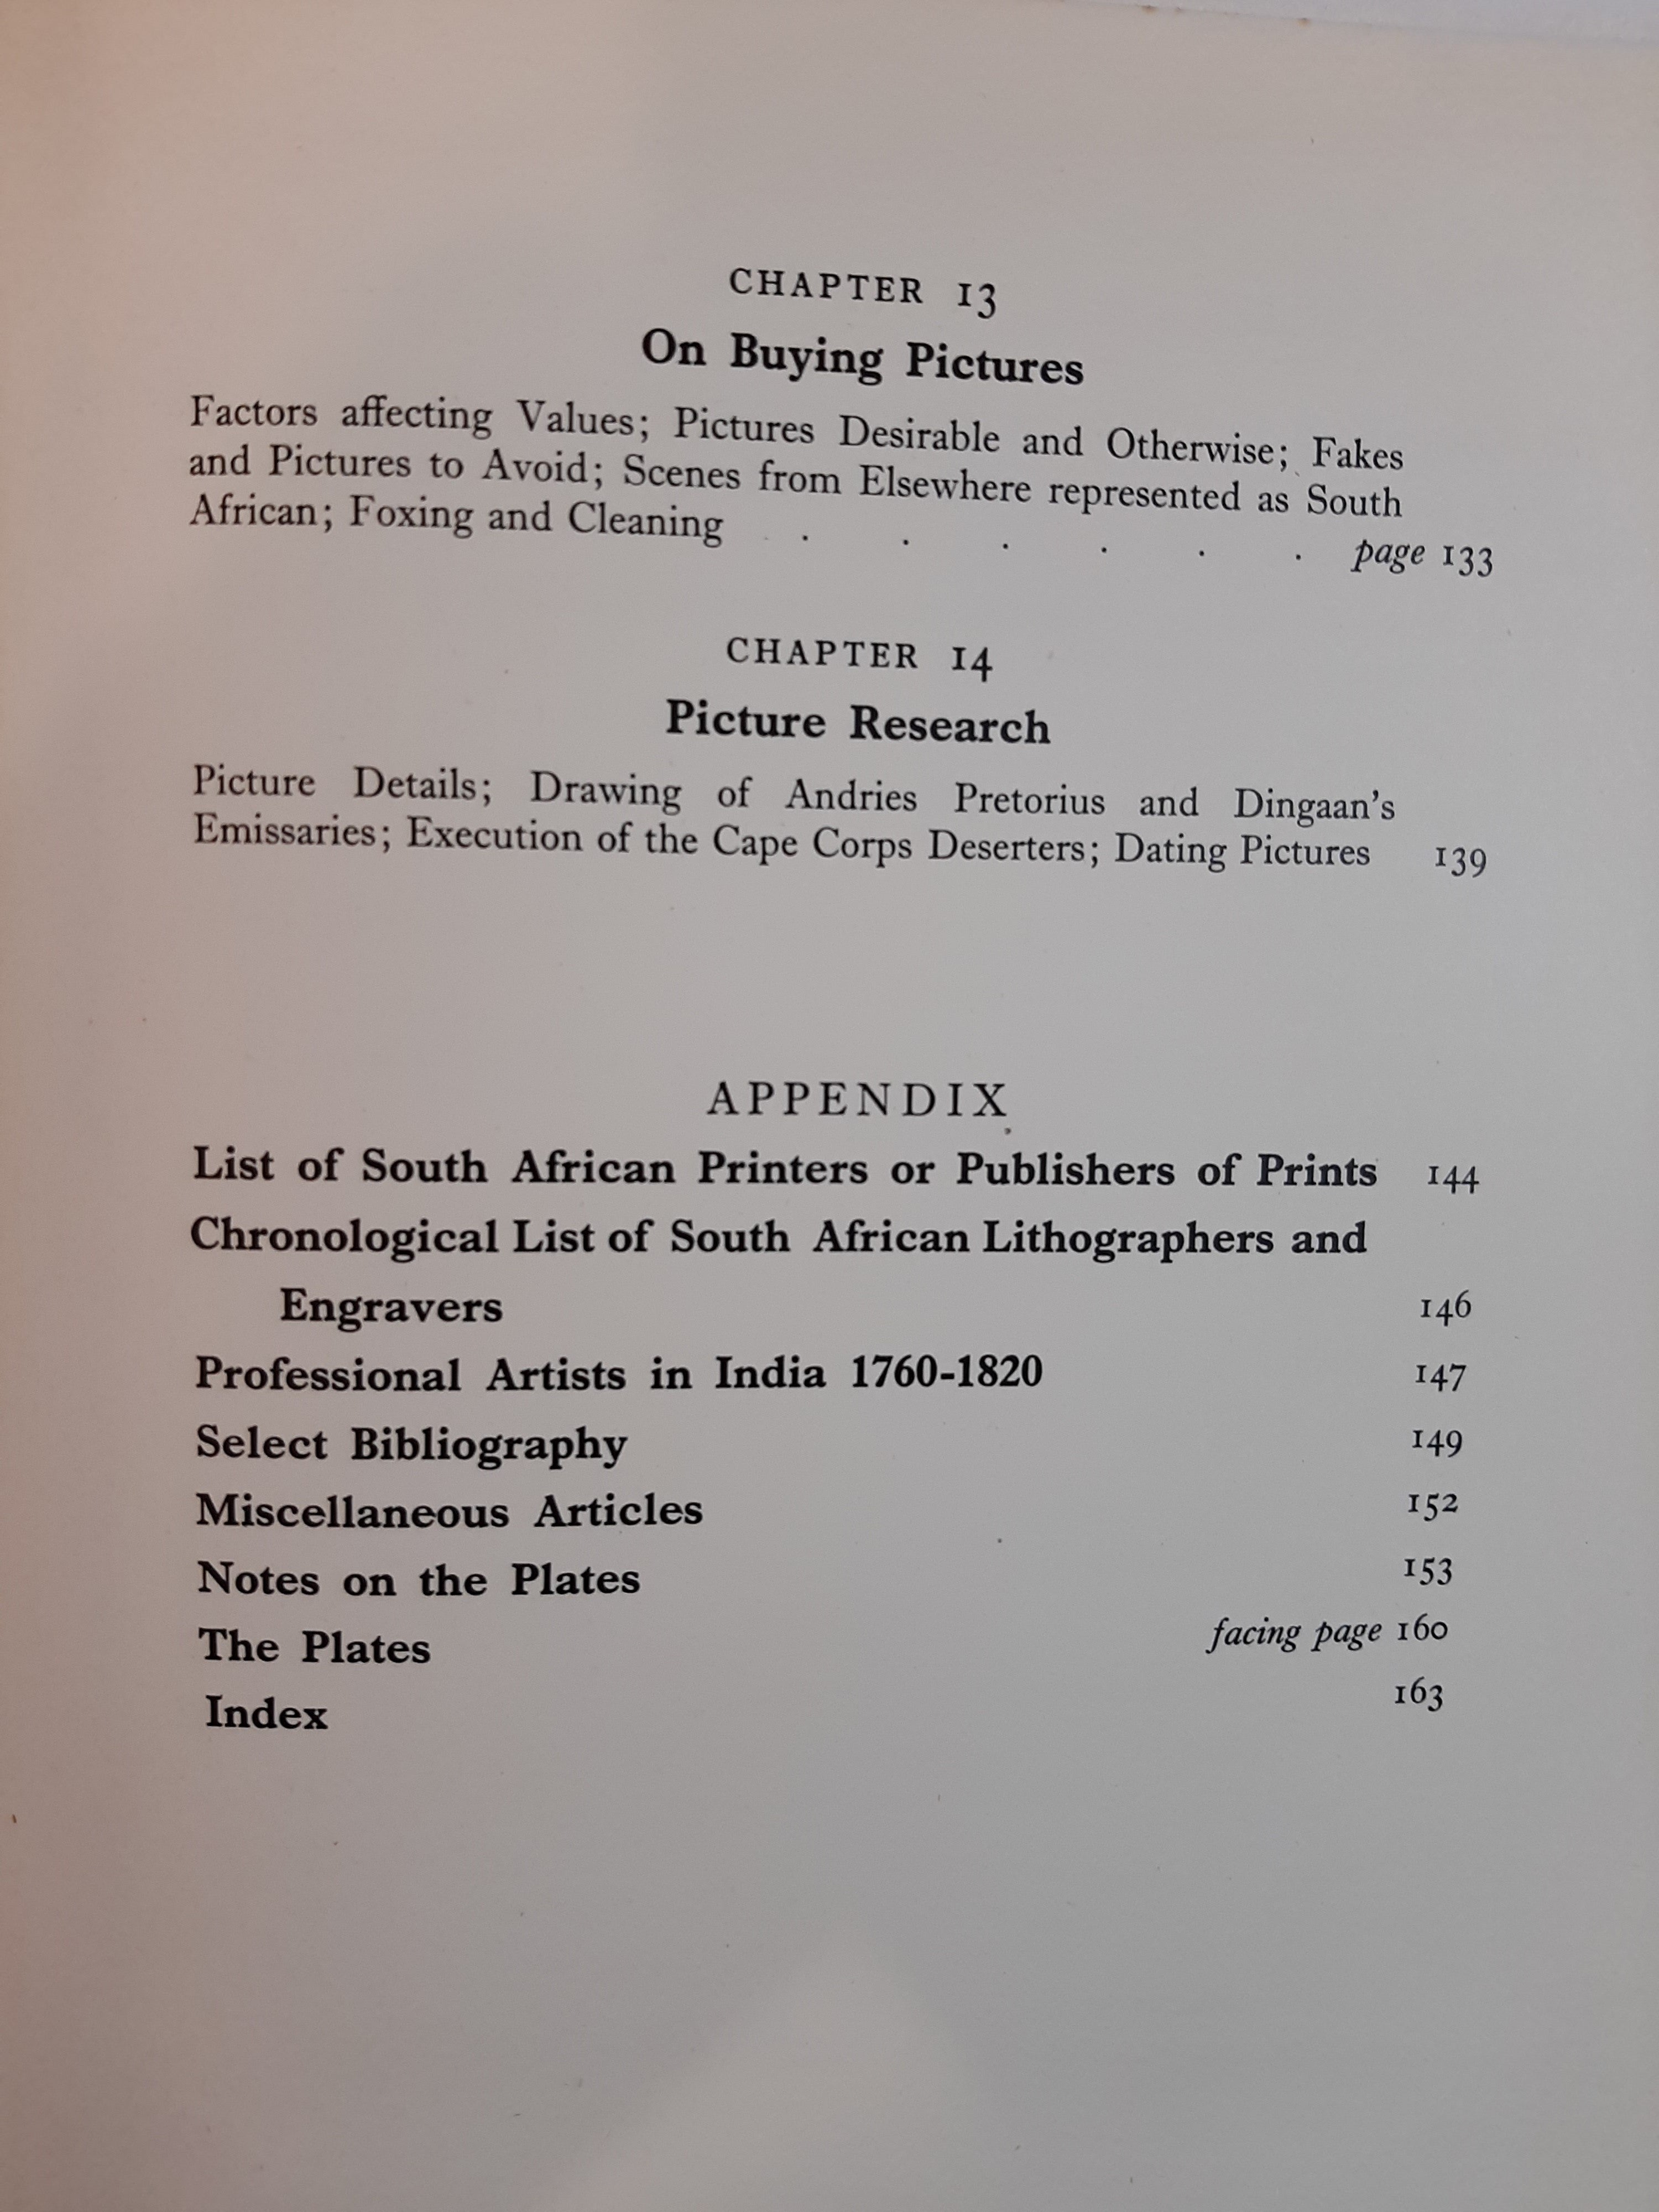 CHAPTER 13
On Buying Pictures
Factors affecting Values; Pictures Desirable and Otherwise; Fakes
and Pictures to Avoid; Scenes from Elsewhere represented as South
African; Foxing and Cleaning . . . . . . page 133
CHAPTER 14
Picture Research
Picture Details; Drawing of Andries Pretorius and Dingaan's
Emissaries; Execution of the Cape Corps Deserters; Dating Pictures 139
APPENDIX
List of South African Printers or Publishers of Prints 144
Chronological List of South African Lithographers and
Engravers 146
Professional Artists in India 1760-1820 147
Select Bibliography 149
Miscellaneous Articles 152
Notes on the Plates 153
The Plates facing page 160
Index 163